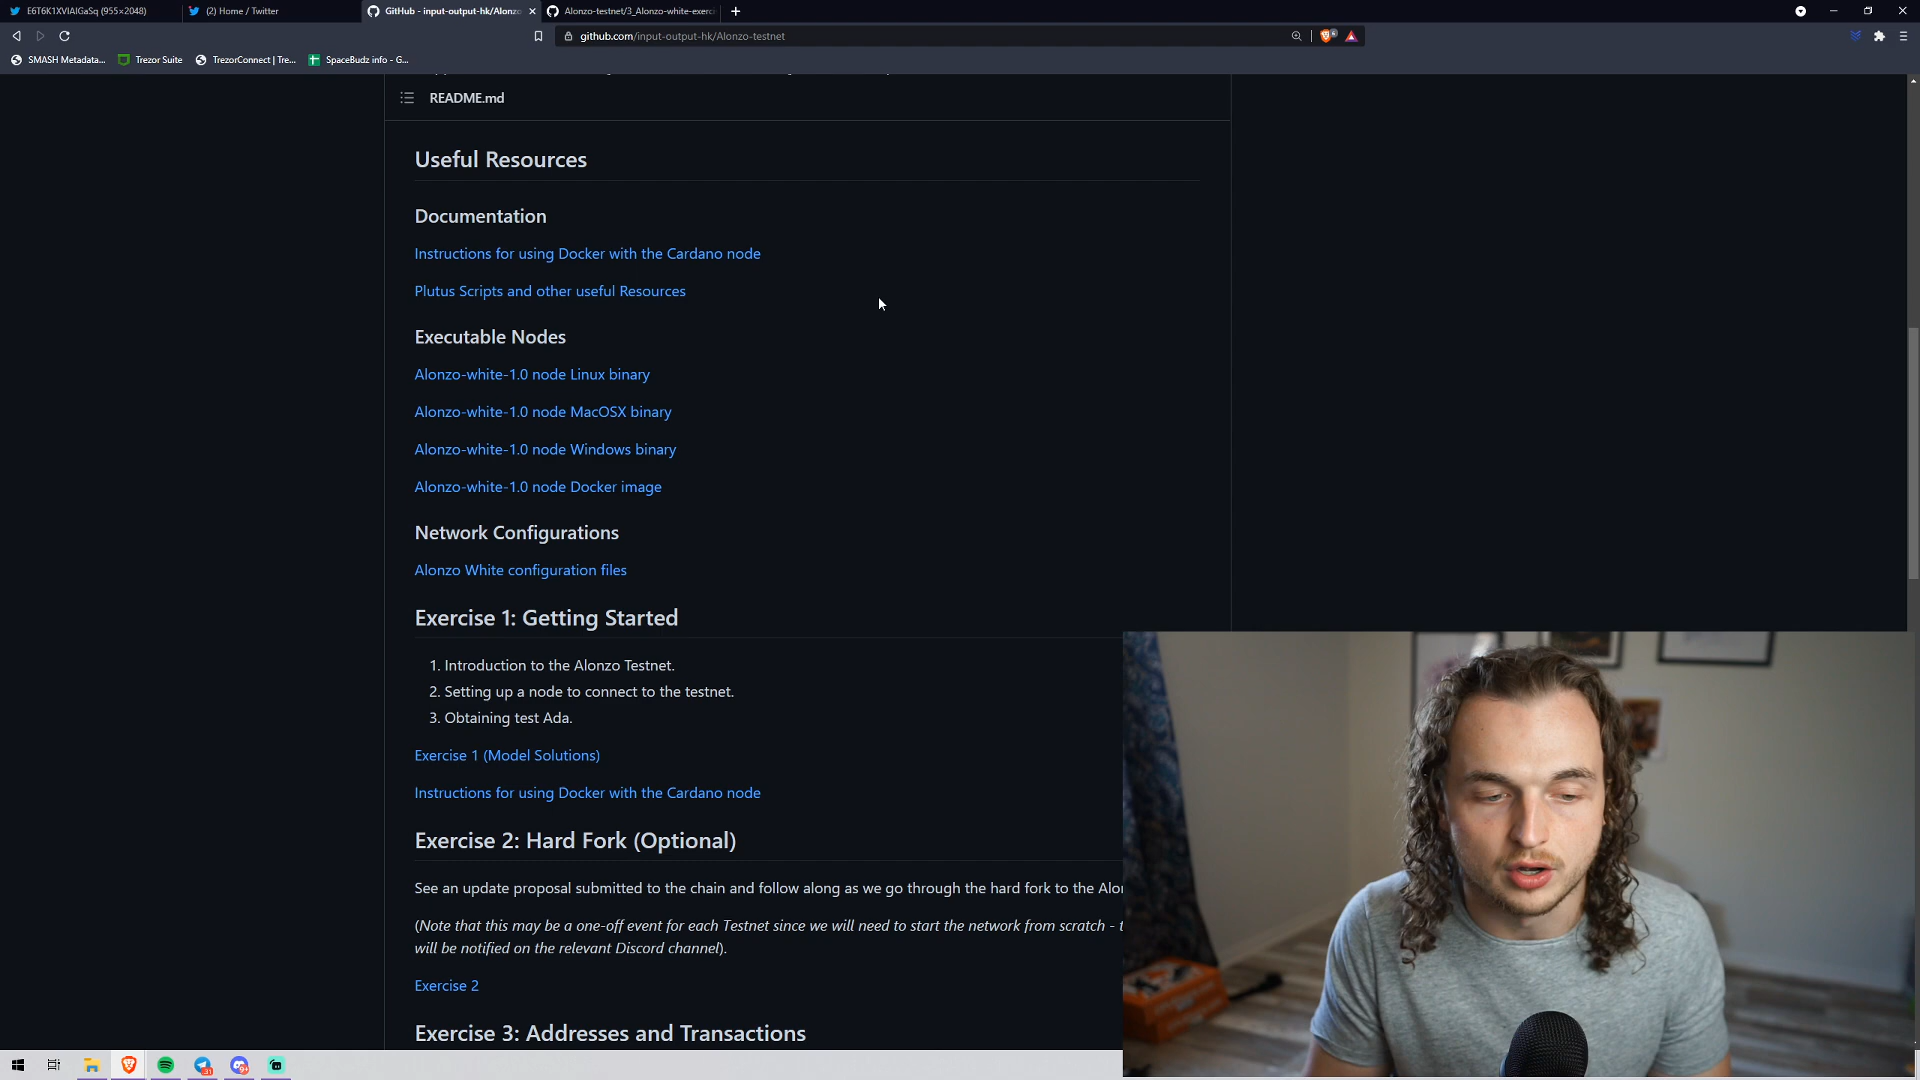 E6T6K1XVIAIGaSq (955×2048)
(2) Home / Twitter
GitHub - input-output-hk/Alonzo
Alonzo-testnet/3_Alonzo-white-exerci
github.com/input-output-hk/Alonzo-testnet
SMASH Metadata...
Trezor Suite
TrezorConnect | Tre...
SpaceBudz info - G...
README.md
Useful Resources
Documentation
Instructions for using Docker with the Cardano node
Plutus Scripts and other useful Resources
Executable Nodes
Alonzo-white-1.0 node Linux binary
Alonzo-white-1.0 node MacOSX binary
Alonzo-white-1.0 node Windows binary
Alonzo-white-1.0 node Docker image
Network Configurations
Alonzo White configuration files
Exercise 1: Getting Started
1. Introduction to the Alonzo Testnet.
2. Setting up a node to connect to the testnet.
3. Obtaining test Ada.
Exercise 1 (Model Solutions)
Instructions for using Docker with the Cardano node
Exercise 2: Hard Fork (Optional)
See an update proposal submitted to the chain and follow along as we go through the hard fork to the Alo
(Note that this may be a one-off event for each Testnet since we will need to start the network from scratch - t
will be notified on the relevant Discord channel).
Exercise 2
Exercise 3: Addresses and Transactions